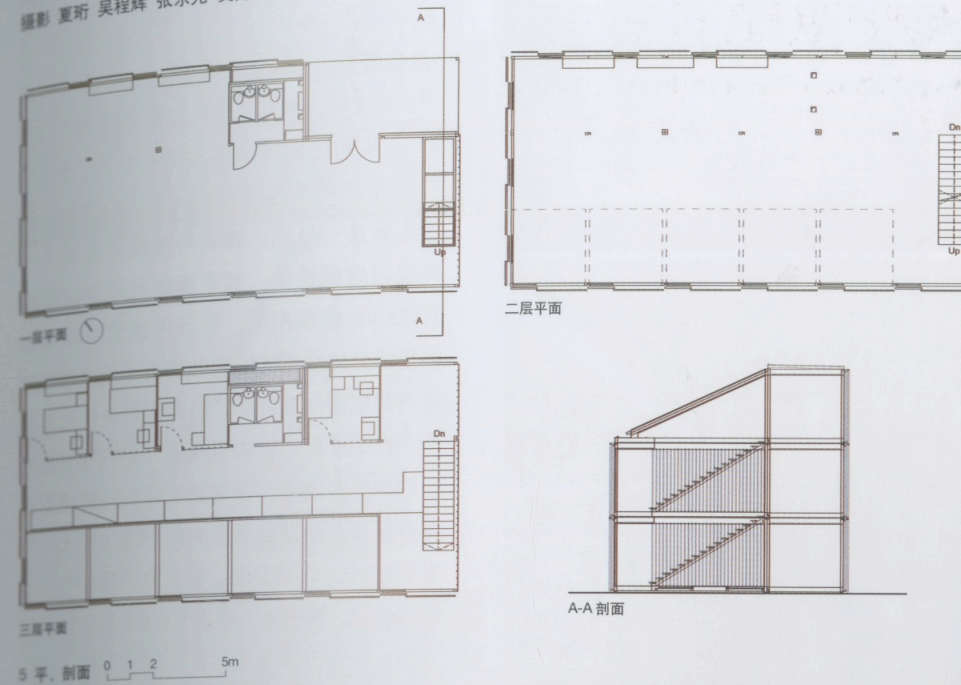 摄影 夏珩 吴程辉
A
Up
A
一层平面
Dn
Up
二层平面
Dn
三层平面
A-A 剖面
5 平、剖面 0 1 2 5m